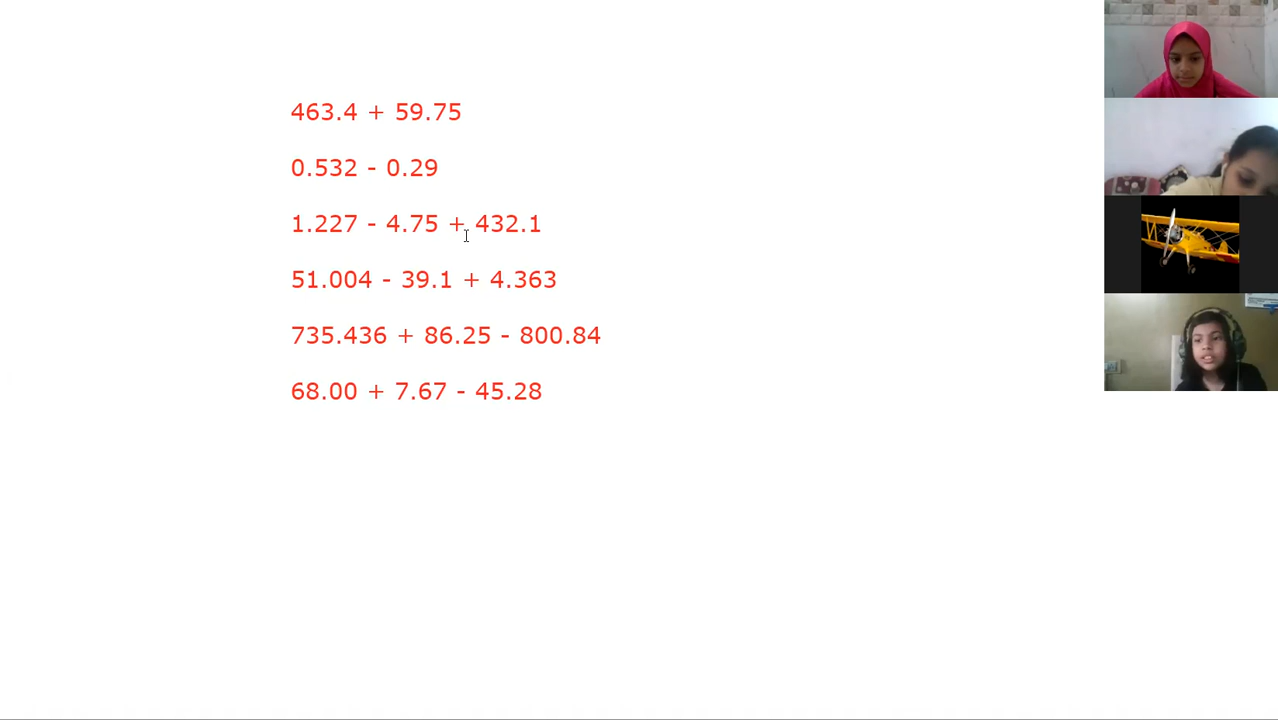 463.4 + 59.75
0.532 - 0.29
1.227 - 4.75 + 432.1
51.004 - 39.1 + 4.363
735.436 + 86.25 - 800.84
68.00 + 7.67 - 45.28